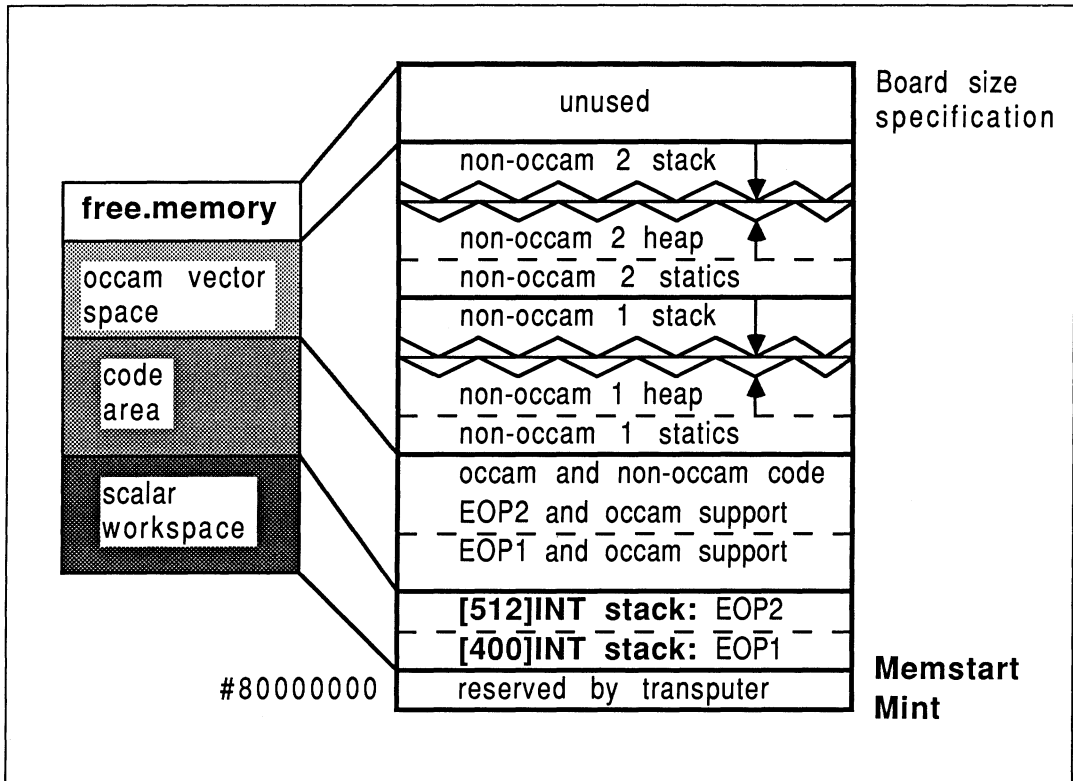 unused
Board size
specification
non-occam 2 stack
free.memory
non-occam 2 heap
occam vector
space
non-occam 2 statics
non-occam 1 stack
code
area
non-occam 1 heap
non-occam 1 statics
occam and non-occam code
scalar
workspace
EOP2 and occam support
EOP1 and occam support
[512]INT stack: EOP2
[400]INT stack: EOP1
Memstart
#80000000
reserved by transputer
Mint